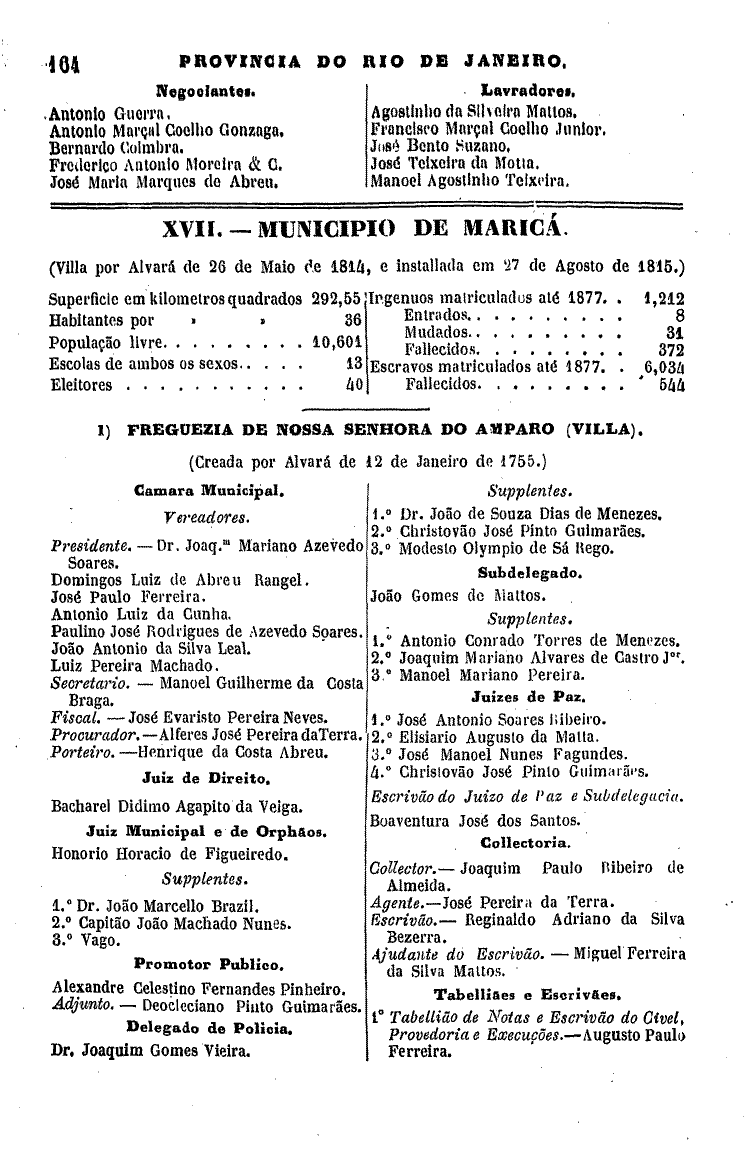 104 PROVINCIA DO RIO DE JANEIRO.
Negociantes.
Antonio Guerra.
Antonio Marçal Coelho Gonzaga.
Bernardo Coimbra.
Frederico Antonio Moreira & C.
José Maria Marques de Abreu.
Lavradores.
Agostinho da Silveira Mattos.
Francisco Marçal Coelho Junior.
José Bento Suzano.
José Teixeira da Motta.
Manoel Agostinho Teixeira.
XVII. — MUNICIPIO DE MARICÁ.
(Villa por Alvará de 26 de Maio de 1814, e installada em 27 de Agosto de 1815.)
Superficie em kilometros quadrados 292,55
Habitantes por » » 36
População livre. . . . . . . . . . 10,601
Escolas de ambos os sexos. . . . . 13
Eleitores . . . . . . . . . . . 40
Ingenuos matriculados até 1877. . 1,212
Entrados. . . . . . . . . . 8
Mudados. . . . . . . . . . 31
Fallecidos. . . . . . . . . 372
Escravos matriculados até 1877. . 6,034
Fallecidos. . . . . . . . . 544
1) FREGUEZIA DE NOSSA SENHORA DO AMPARO (VILLA).
(Creada por Alvará de 12 de Janeiro de 1755.)
Camara Municipal.
Vereadores.
Presidente. — Dr. Joaq.m Mariano Azevedo
Soares.
Domingos Luiz de Abreu Rangel.
José Paulo Ferreira.
Antonio Luiz da Cunha.
Paulino José Rodrigues de Azevedo Soares.
João Antonio da Silva Leal.
Luiz Pereira Machado.
Secretario. — Manoel Guilherme da Costa
Braga.
Fiscal. — José Evaristo Pereira Neves.
Procurador. — Alferes José Pereira da Terra.
Porteiro. — Henrique da Costa Abreu.
Juiz de Direito.
Bacharel Didimo Agapito da Veiga.
Juiz Municipal e de Orphãos.
Honorio Horacio de Figueiredo.
Supplentes.
1.º Dr. João Marcello Brazil.
2.º Capitão João Machado Nunes.
3.º Vago.
Promotor Publico.
Alexandre Celestino Fernandes Pinheiro.
Adjunto. — Deocleciano Pinto Guimarães.
Delegado de Policia.
Dr. Joaquim Gomes Vieira.
Supplentes.
1.º Dr. João de Souza Dias de Menezes.
2.º Christovão José Pinto Guimarães.
3.º Modesto Olympio de Sá Rego.
Subdelegado.
João Gomes de Mattos.
Supplentes.
1.º Antonio Conrado Torres de Menezes.
2.º Joaquim Mariano Alvares de Castro Jor.
3.º Manoel Mariano Pereira.
Juizes de Paz.
1.º José Antonio Soares Ribeiro.
2.º Elisiario Augusto da Matta.
3.º José Manoel Nunes Fagundes.
4.º Christovão José Pinto Guimarães.
Escrivão do Juizo de Paz e Subdelegacia.
Boaventura José dos Santos.
Collectoria.
Collector. — Joaquim Paulo Ribeiro de
Almeida.
Agente. — José Pereira da Terra.
Escrivão. — Reginaldo Adriano da Silva
Bezerra.
Ajudante do Escrivão. — Miguel Ferreira
da Silva Mattos.
Tabelliães e Escrivães.
1º Tabellião de Notas e Escrivão do Civel,
Provedoria e Execuções. — Augusto Paulo
Ferreira.